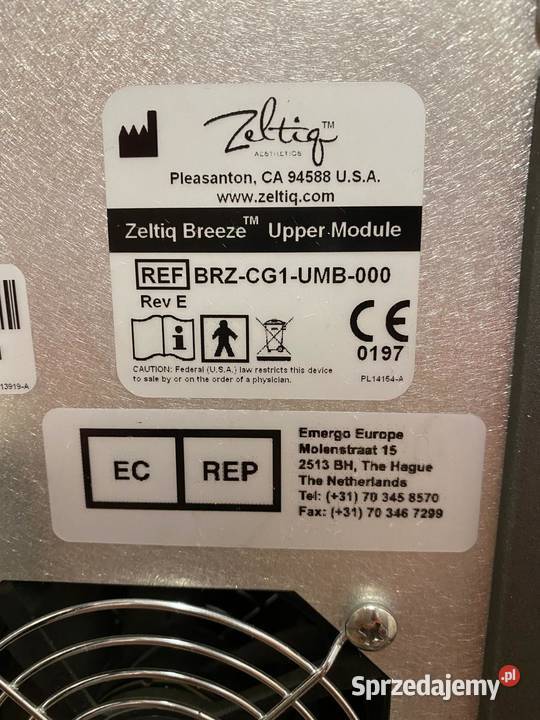 Zeltiq™
AESTHETICS
Pleasanton, CA 94588 U.S.A.
www.zeltiq.com
Zeltiq Breeze™ Upper Module
REF BRZ-CG1-UMB-000
Rev E
i
CE
0197
CAUTION: Federal (U.S.A.) law restricts this device
to sale by or on the order of a physician.
PL14154-A
13919-A
EC REP
Emergo Europe
Molenstraat 15
2513 BH, The Hague
The Netherlands
Tel: (+31) 70 345 8570
Fax: (+31) 70 346 7299
Sprzedajemy.pl